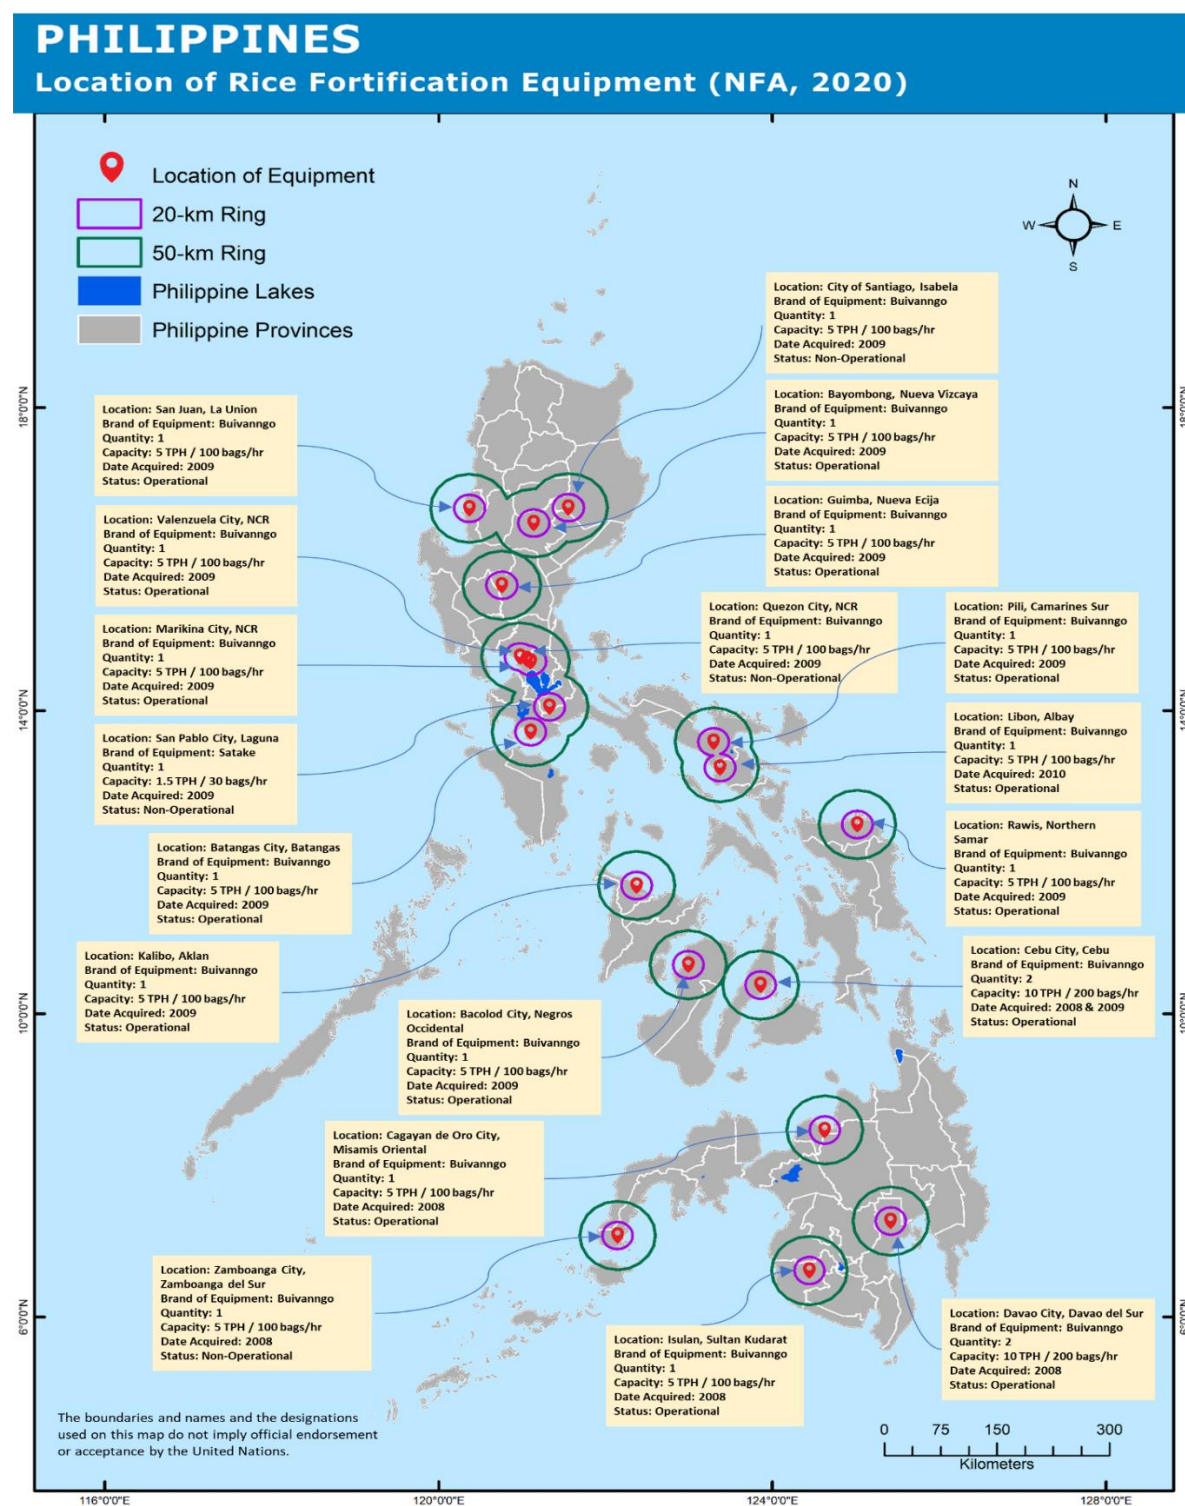 PHILIPPINES
Location of Rice Fortification Equipment (NFA, 2020)
Location of Equipment
20-km Ring
50-km Ring
Philippine Lakes
Philippine Provinces
N
W
E
S
Location: City of Santiago, Isabela
Brand of Equipment: Buivanngo
Quantity: 1
Capacity: 5 TPH / 100 bags/hr
Date Acquired: 2009
Status: Non-Operational
Location: Bayombong, Nueva Vizcaya
Brand of Equipment: Buivanngo
Quantity: 1
Capacity: 5 TPH / 100 bags/hr
Date Acquired: 2009
Status: Operational
Location: Guimba, Nueva Ecija
Brand of Equipment: Buivanngo
Quantity: 1
Capacity: 5 TPH / 100 bags/hr
Date Acquired: 2009
Status: Operational
Location: San Juan, La Union
Brand of Equipment: Buivanngo
Quantity: 1
Capacity: 5 TPH / 100 bags/hr
Date Acquired: 2009
Status: Operational
Location: Valenzuela City, NCR
Brand of Equipment: Buivanngo
Quantity: 1
Capacity: 5 TPH / 100 bags/hr
Date Acquired: 2009
Status: Operational
Location: Marikina City, NCR
Brand of Equipment: Buivanngo
Quantity: 1
Capacity: 5 TPH / 100 bags/hr
Date Acquired: 2009
Status: Operational
Location: San Pablo City, Laguna
Brand of Equipment: Satake
Quantity: 1
Capacity: 1.5 TPH / 30 bags/hr
Date Acquired: 2009
Status: Non-Operational
Location: Batangas City, Batangas
Brand of Equipment: Buivanngo
Quantity: 1
Capacity: 5 TPH / 100 bags/hr
Date Acquired: 2009
Status: Operational
Location: Kalibo, Aklan
Brand of Equipment: Buivanngo
Quantity: 1
Capacity: 5 TPH / 100 bags/hr
Date Acquired: 2009
Status: Operational
Location: Quezon City, NCR
Brand of Equipment: Buivanngo
Quantity: 1
Capacity: 5 TPH / 100 bags/hr
Date Acquired: 2009
Status: Non-Operational
Location: Pili, Camarines Sur
Brand of Equipment: Buivanngo
Quantity: 1
Capacity: 5 TPH / 100 bags/hr
Date Acquired: 2009
Status: Operational
Location: Libon, Albay
Brand of Equipment: Buivanngo
Quantity: 1
Capacity: 5 TPH / 100 bags/hr
Date Acquired: 2010
Status: Operational
Location: Rawis, Northern
Samar
Brand of Equipment: Buivanngo
Quantity: 1
Capacity: 5 TPH / 100 bags/hr
Date Acquired: 2009
Status: Operational
Location: Cebu City, Cebu
Brand of Equipment: Buivanngo
Quantity: 2
Capacity: 10 TPH / 200 bags/hr
Date Acquired: 2008 & 2009
Status: Operational
Location: Bacolod City, Negros
Occidental
Brand of Equipment: Buivanngo
Quantity: 1
Capacity: 5 TPH / 100 bags/hr
Date Acquired: 2009
Status: Operational
Location: Cagayan de Oro City,
Misamis Oriental
Brand of Equipment: Buivanngo
Quantity: 1
Capacity: 5 TPH / 100 bags/hr
Date Acquired: 2008
Status: Operational
Location: Zamboanga City,
Zamboanga del Sur
Brand of Equipment: Buivanngo
Quantity: 1
Capacity: 5 TPH / 100 bags/hr
Date Acquired: 2008
Status: Non-Operational
Location: Isulan, Sultan Kudarat
Brand of Equipment: Buivanngo
Quantity: 1
Capacity: 5 TPH / 100 bags/hr
Date Acquired: 2008
Status: Operational
Location: Davao City, Davao del Sur
Brand of Equipment: Buivanngo
Quantity: 2
Capacity: 10 TPH / 200 bags/hr
Date Acquired: 2008
Status: Operational
The boundaries and names and the designations
used on this map do not imply official endorsement
or acceptance by the United Nations.
0 75 150 300
Kilometers
18°0'0"N
14°0'0"N
10°0'0"N
6°0'0"N
18°0'0"N
14°0'0"N
10°0'0"N
6°0'0"N
116°0'0"E 120°0'0"E 124°0'0"E 128°0'0"E